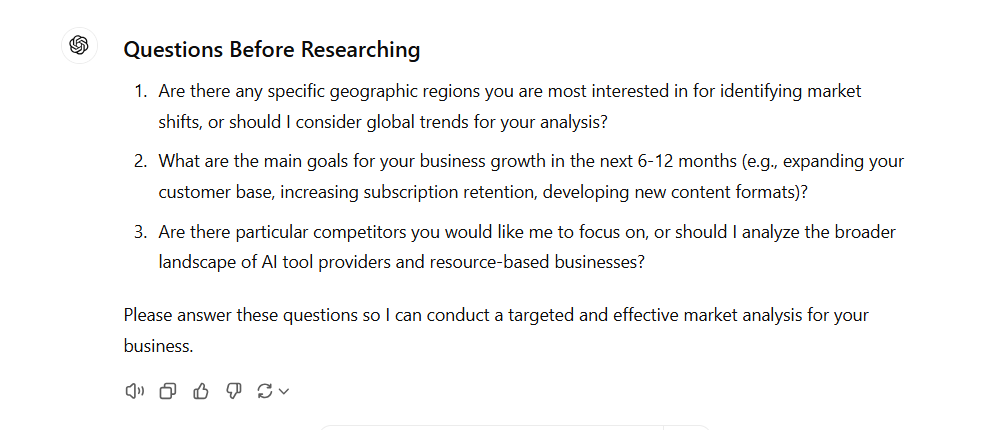 Questions Before Researching
1. Are there any specific geographic regions you are most interested in for identifying market
shifts, or should I consider global trends for your analysis?
2. What are the main goals for your business growth in the next 6-12 months (e.g., expanding your
customer base, increasing subscription retention, developing new content formats)?
3. Are there particular competitors you would like me to focus on, or should I analyze the broader
landscape of AI tool providers and resource-based businesses?
Please answer these questions so I can conduct a targeted and effective market analysis for your
business.